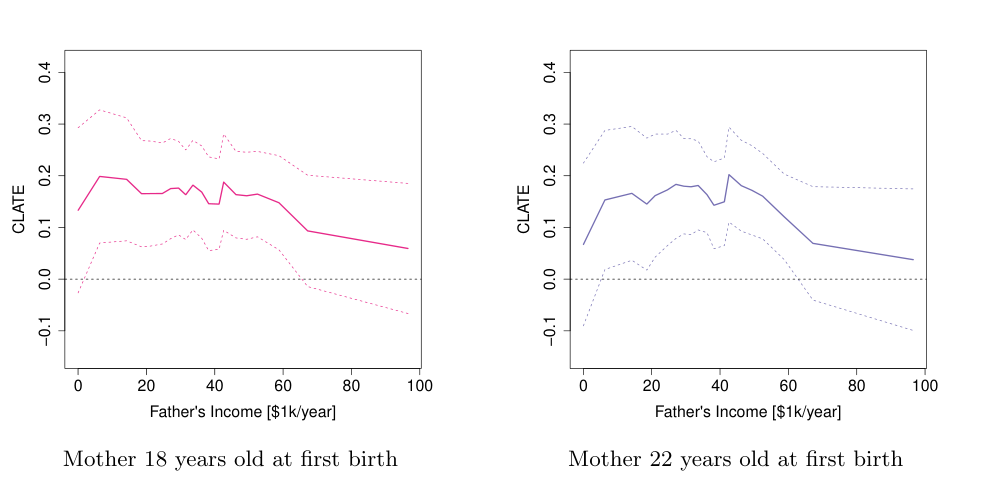 CLATE
0.4
0.3
0.2
0.1
0.0
−0.1
0 20 40 60 80 100
Father's Income [$1k/year]
Mother 18 years old at first birth
CLATE
0.4
0.3
0.2
0.1
0.0
−0.1
0 20 40 60 80 100
Father's Income [$1k/year]
Mother 22 years old at first birth